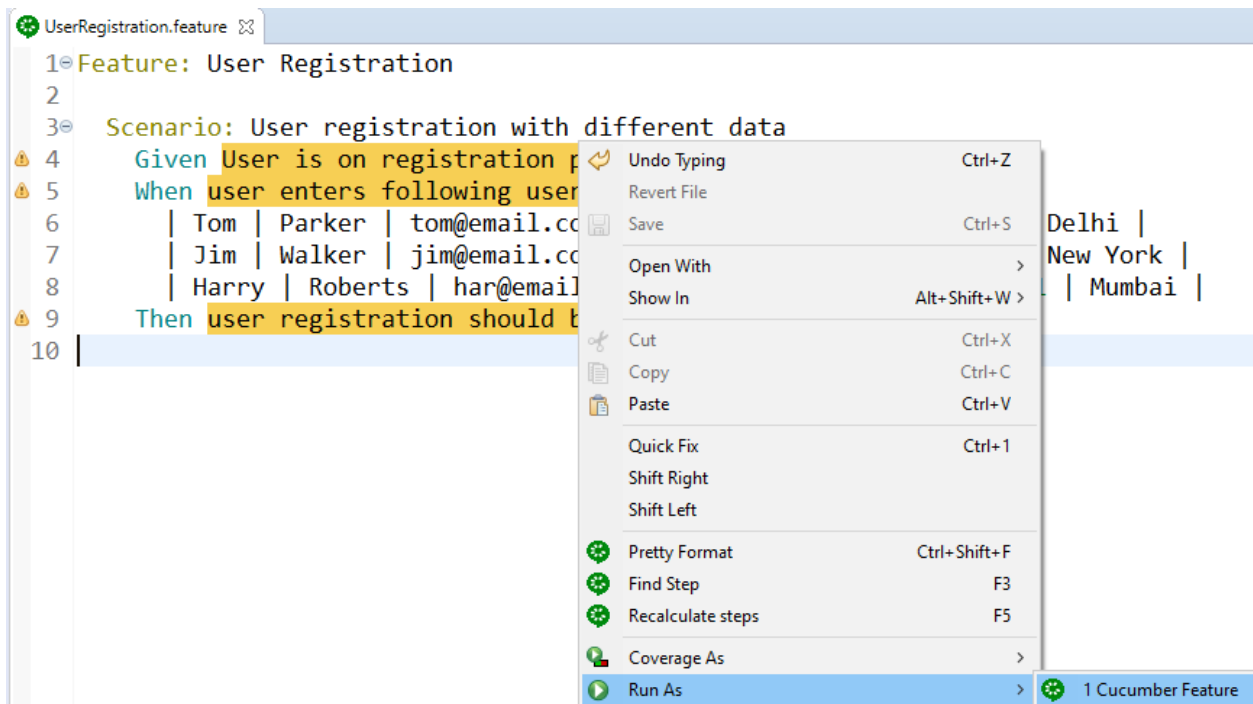 UserRegistration.feature
1 Feature: User Registration
2
3 Scenario: User registration with different data
4 Given User is on registration
5 When user enters following user
6 | Tom | Parker | tom@email.co Delhi |
7 | Jim | Walker | jim@email.co New York |
8 | Harry | Roberts | har@email | Mumbai |
9 Then user registration should
10
Undo Typing Ctrl+Z
Revert File
Save Ctrl+S
Open With >
Show In Alt+Shift+W >
Cut Ctrl+X
Copy Ctrl+C
Paste Ctrl+V
Quick Fix Ctrl+1
Shift Right
Shift Left
Pretty Format Ctrl+Shift+F
Find Step F3
Recalculate steps F5
Coverage As >
Run As >
1 Cucumber Feature